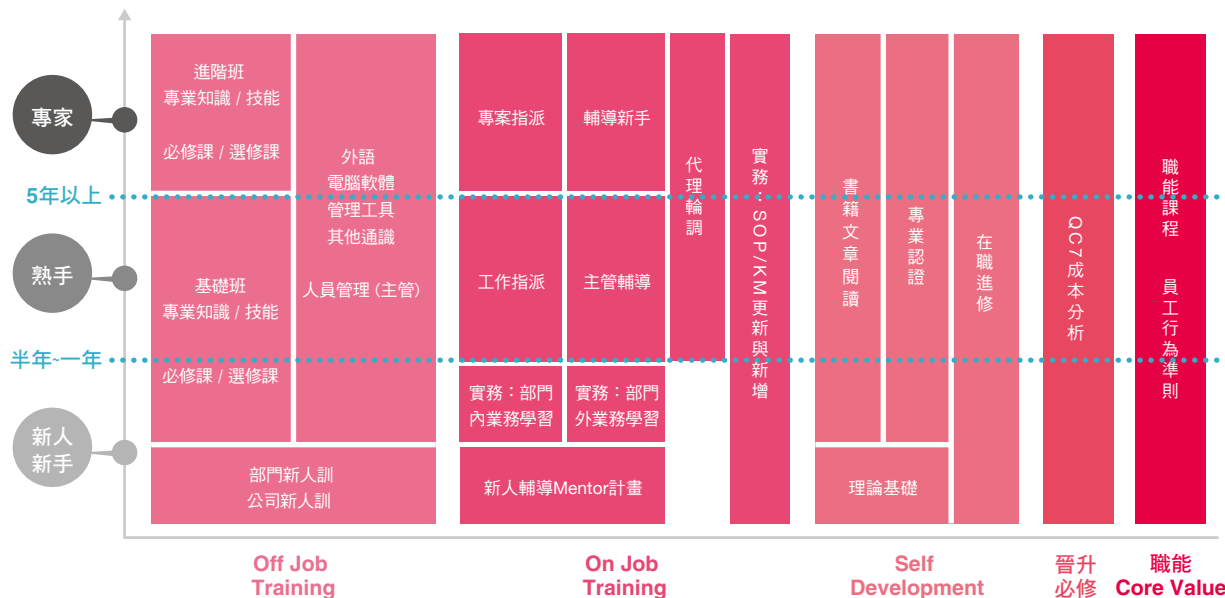 專家
5年以上
熟手
半年~一年
新人
新手
進階班
專業知識 / 技能
必修課 / 選修課
基礎班
專業知識 / 技能
必修課 / 選修課
外語
電腦軟體
管理工具
其他通識
人員管理 (主管)
部門新人訓
公司新人訓
專案指派
輔導新手
工作指派
主管輔導
實務：部門
內業務學習
實務：部門
外業務學習
新人輔導Mentor計畫
代理輪調
實務：SOP/KM更新與新增
書籍文章閱讀
專業認證
理論基礎
在職進修
QC7成本分析
職能課程 員工行為準則
Off Job
Training
On Job
Training
Self
Development
晉升
必修
職能
Core Value